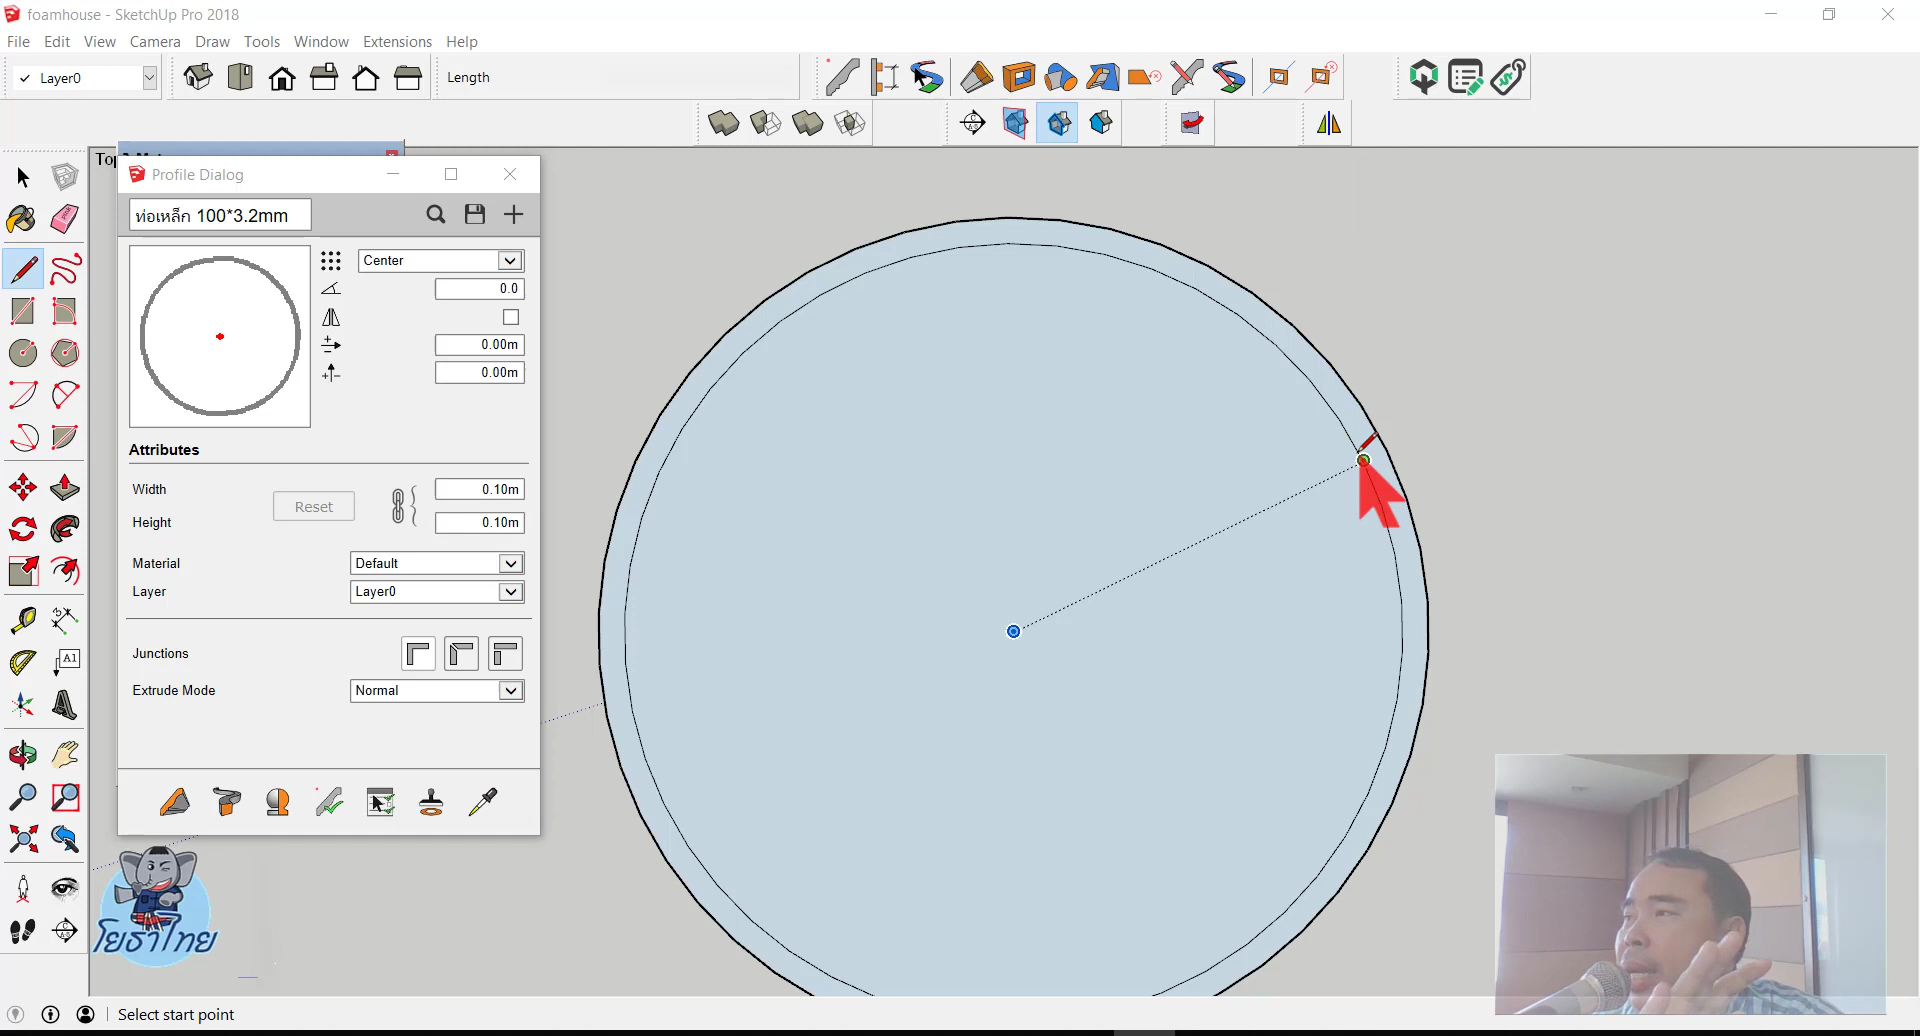 foamhouse - SketchUp Pro 2018
File Edit View Camera Draw Tools Window Extensions Help
Layer0
Length
Top
Profile Dialog
ท่อเหล็ก 100*3.2mm
Center
0.0
0.00m
0.00m
Attributes
Width
0.10m
Reset
Height
0.10m
Material
Default
Layer
Layer0
Junctions
Extrude Mode
Normal
A1
โยธาไทย
Select start point